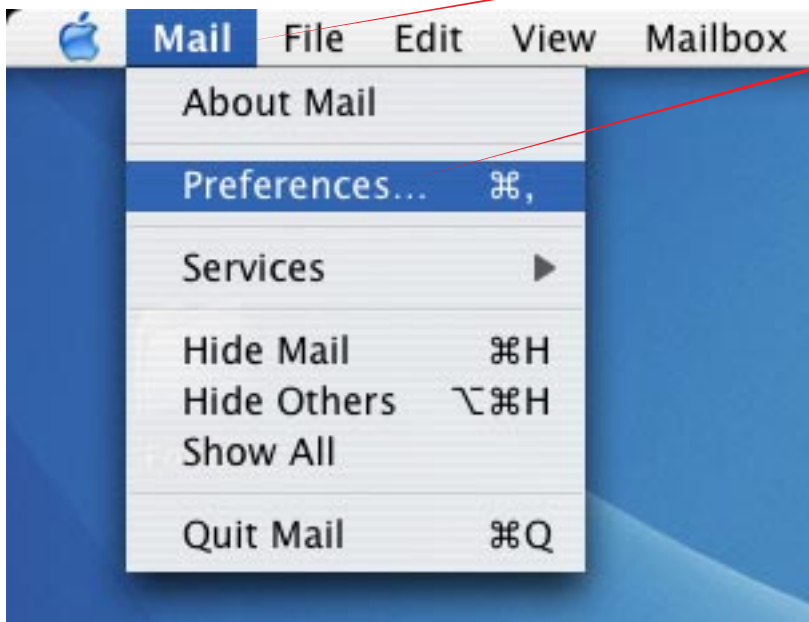 Mail File Edit View Mailbox
About Mail
Preferences... ⌘,
Services
Hide Mail ⌘H
Hide Others ⌥⌘H
Show All
Quit Mail ⌘Q